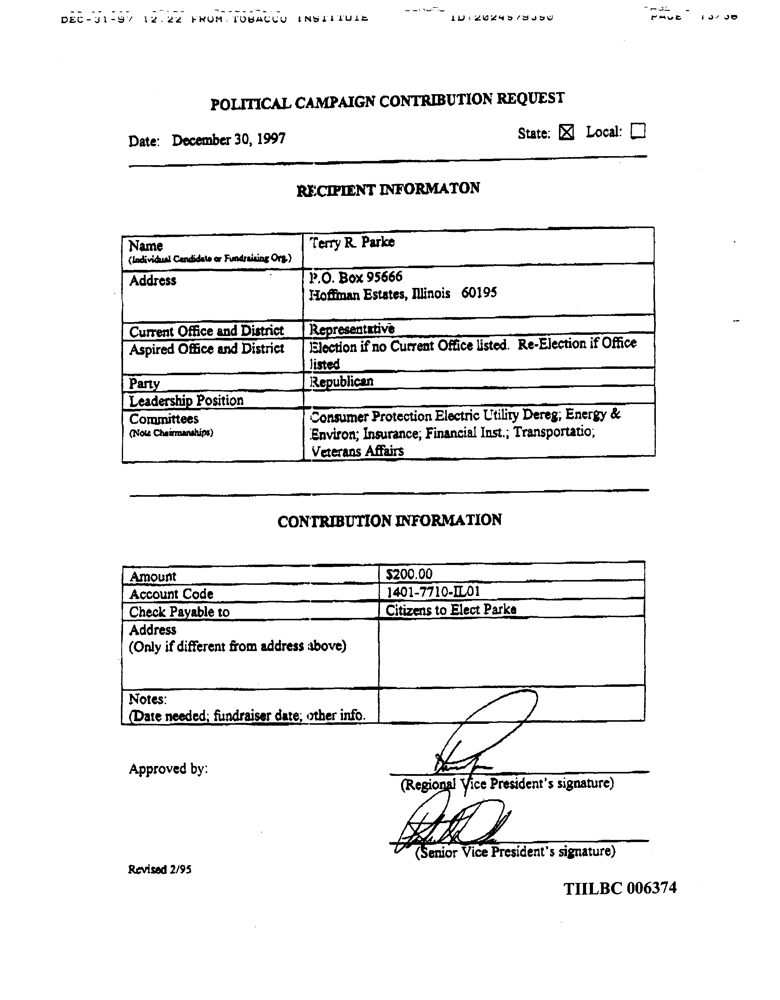 DEC-31-97 12:22 FROM:TOBACCO INSTITUTE
POLITICAL CAMPAIGN CONTRIBUTION REQUEST
Date: December 30, 1997 State: ☒ Local: ☐
RECIPIENT INFORMATON
Name Terry R. Parke
(Individual Candidate or Fundraising Org.)
Address P.O. Box 95666
Hoffman Estates, Illinois 60195
Current Office and District Representative
Aspired Office and District Election if no Current Office listed. Re-Election if Office
listed
Party Republican
Leadership Position
Committees Consumer Protection Electric Utility Dereg; Energy &
(Note Chairmanships) Environ; Insurance; Financial Inst.; Transportatio;
Veterans Affairs
CONTRIBUTION INFORMATION
Amount $200.00
Account Code 1401-7710-IL01
Check Payable to Citizens to Elect Parke
Address
(Only if different from address above)
Notes:
(Date needed; fundraiser date; other info.
Approved by:
(Regional Vice President's signature)
(Senior Vice President's signature)
Revised 2/95
TIILBC 006374